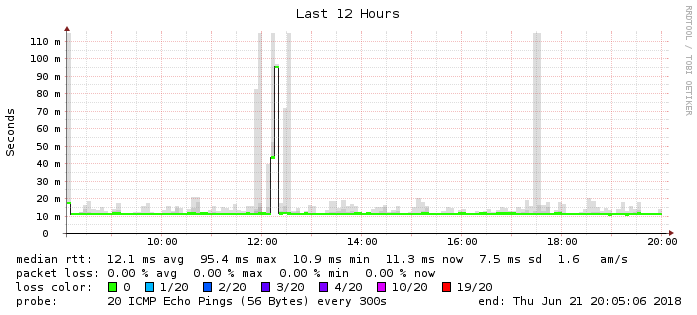 Last 12 Hours
RRDTOOL / TOBI OETIKER
Seconds
110 m
100 m
90 m
80 m
70 m
60 m
50 m
40 m
30 m
20 m
10 m
0
10:00 12:00 14:00 16:00 18:00 20:00
median rtt: 12.1 ms avg 95.4 ms max 10.9 ms min 11.3 ms now 7.5 ms sd 1.6 am/s
packet loss: 0.00 % avg 0.00 % max 0.00 % min 0.00 % now
loss color: 0 1/20 2/20 3/20 4/20 10/20 19/20
probe: 20 ICMP Echo Pings (56 Bytes) every 300s end: Thu Jun 21 20:05:06 2018